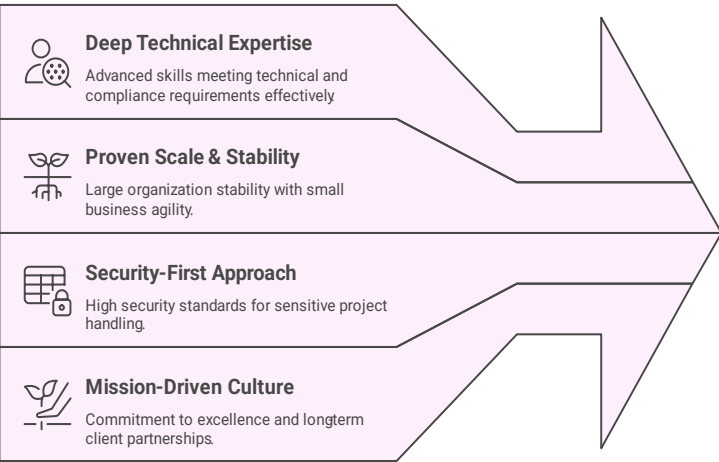 Deep Technical Expertise
Advanced skills meeting technical and
compliance requirements effectively.
Proven Scale & Stability
Large organization stability with small
business agility.
Security-First Approach
High security standards for sensitive project
handling.
Mission-Driven Culture
Commitment to excellence and longterm
client partnerships.